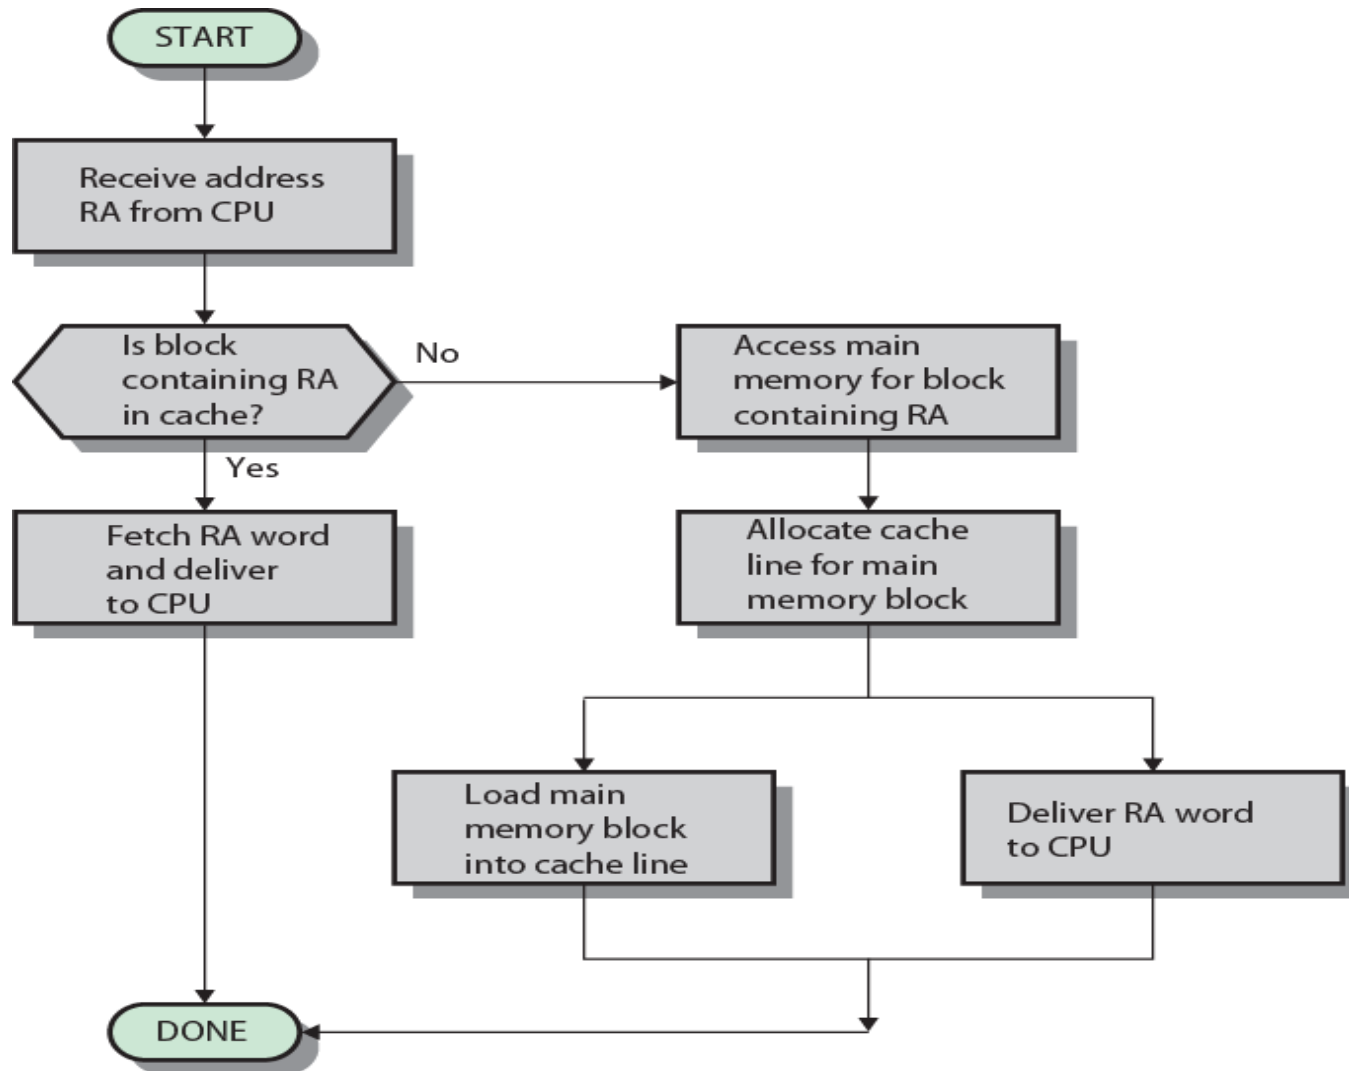 START
Receive address
RA from CPU
Is block
containing RA
in cache?
No
Access main
memory for block
containing RA
Yes
Fetch RA word
and deliver
to CPU
Allocate cache
line for main
memory block
Load main
memory block
into cache line
Deliver RA word
to CPU
DONE